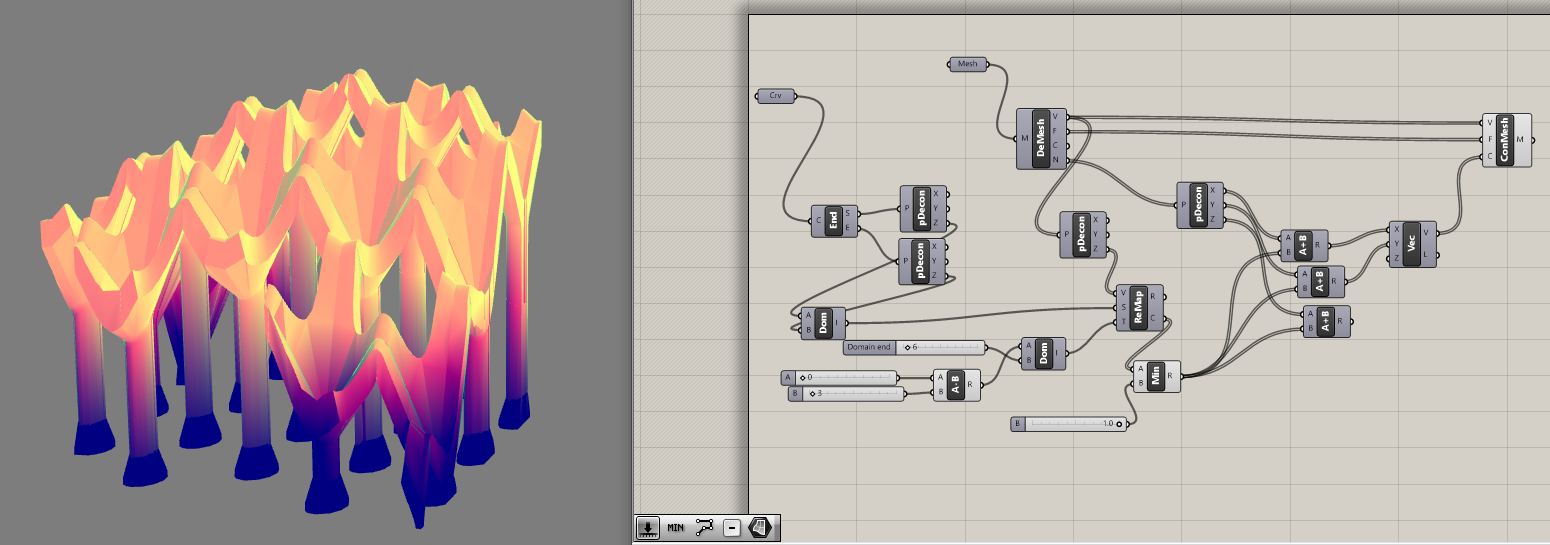 Mesh
Crv
M DeMesh V F C N
V F C ConMesh M
C End S E
P pDecon X Y Z
P pDecon X Y Z
P pDecon X Y Z
P pDecon X Y Z
A B A+B R
A B A+B R
A B A+B R
X Y Z Vec V L
V S T ReMap R C
A B Dom I
Domain end 6
A B Dom I
A 0
B 3
A B A-B R
A B Min R
B 1.0
MIN